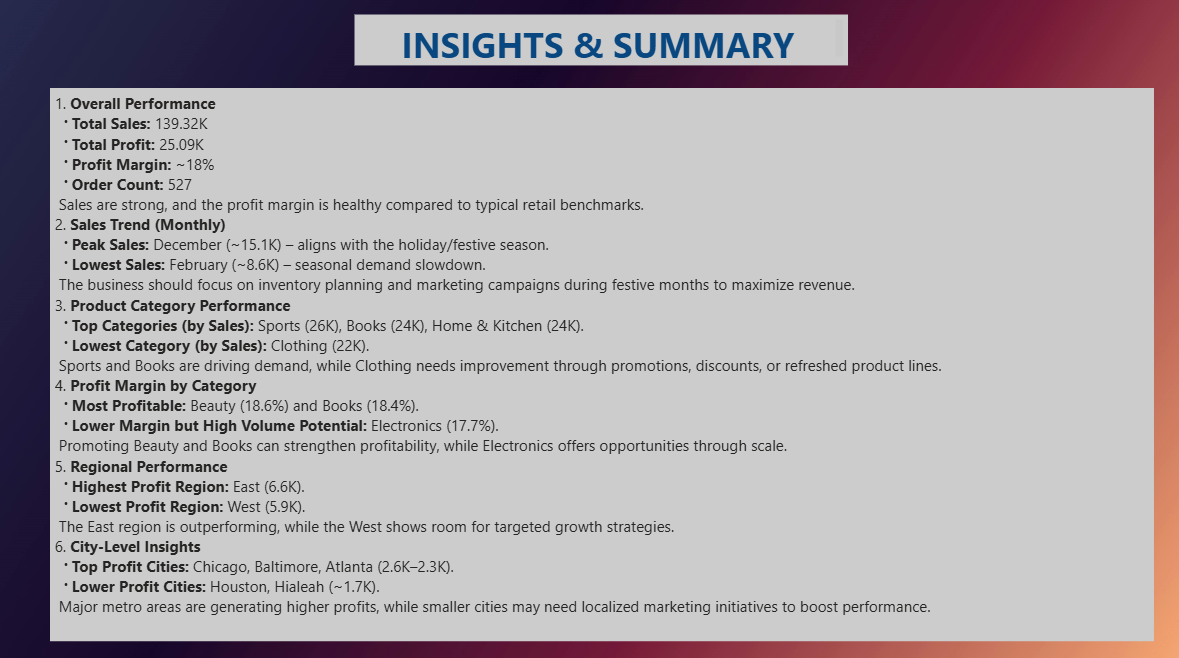 INSIGHTS & SUMMARY
1. Overall Performance
• Total Sales: 139.32K
• Total Profit: 25.09K
• Profit Margin: ~18%
• Order Count: 527
Sales are strong, and the profit margin is healthy compared to typical retail benchmarks.
2. Sales Trend (Monthly)
• Peak Sales: December (~15.1K) – aligns with the holiday/festive season.
• Lowest Sales: February (~8.6K) – seasonal demand slowdown.
The business should focus on inventory planning and marketing campaigns during festive months to maximize revenue.
3. Product Category Performance
• Top Categories (by Sales): Sports (26K), Books (24K), Home & Kitchen (24K).
• Lowest Category (by Sales): Clothing (22K).
Sports and Books are driving demand, while Clothing needs improvement through promotions, discounts, or refreshed product lines.
4. Profit Margin by Category
• Most Profitable: Beauty (18.6%) and Books (18.4%).
• Lower Margin but High Volume Potential: Electronics (17.7%).
Promoting Beauty and Books can strengthen profitability, while Electronics offers opportunities through scale.
5. Regional Performance
• Highest Profit Region: East (6.6K).
• Lowest Profit Region: West (5.9K).
The East region is outperforming, while the West shows room for targeted growth strategies.
6. City-Level Insights
• Top Profit Cities: Chicago, Baltimore, Atlanta (2.6K–2.3K).
• Lower Profit Cities: Houston, Hialeah (~1.7K).
Major metro areas are generating higher profits, while smaller cities may need localized marketing initiatives to boost performance.